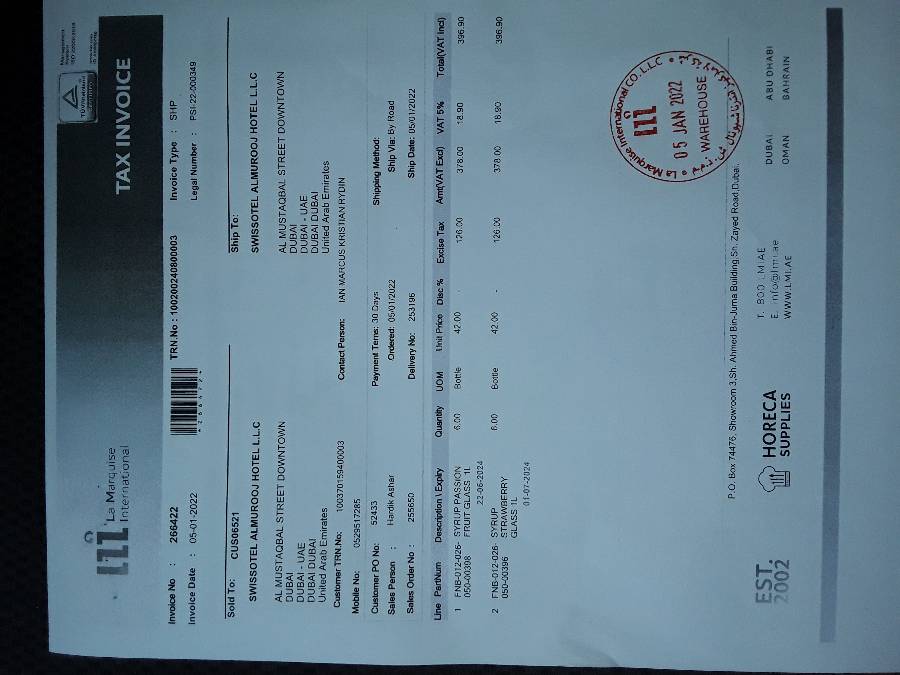 La Marquise
International
TAX INVOICE
Invoice No : 266422
TRN.No : 100200240800003
Invoice Type : SHP
Invoice Date : 05-01-2022
Legal Number : PSI-22-000349
Sold To: CUS06521
Ship To:
SWISSOTEL ALMUROOJ HOTEL L.L.C
SWISSOTEL ALMUROOJ HOTEL L.L.C
AL MUSTAQBAL STREET DOWNTOWN
DUBAI
DUBAI - UAE
DUBAI DUBAI
United Arab Emirates
AL MUSTAQBAL STREET DOWNTOWN
DUBAI
DUBAI - UAE
DUBAI DUBAI
United Arab Emirates
Customer TRN.No: 100370159400003
Mobile No: 0529517285
Contact Person: IAN MARCUS KRISTIAN RYDIN
Customer PO No: 52433
Payment Terms: 30 Days
Shipping Method:
Sales Person : Hardik Ashar
Ordered: 05/01/2022
Ship Via: By Road
Sales Order No : 255650
Delivery No: 253196
Ship Date: 05/01/2022
Line PartNum Description \ Expiry Quantity UOM Unit Price Disc % Excise Tax Amt(VAT Excl) VAT 5% Total(VAT Incl)
1 FNB-012-026- SYRUP PASSION 6.00 Bottle 42.00 - 126.00 378.00 18.90 396.90
050-00398 FRUIT GLASS 1L
22-06-2024
2 FNB-012-026- SYRUP 6.00 Bottle 42.00 - 126.00 378.00 18.90 396.90
050-00396 STRAWBERRY
GLASS 1L
01-07-2024
La Marquise International CO. L.L.C
05 JAN 2022
WAREHOUSE
P.O. Box 74476, Showroom 3,Sh. Ahmed Bin-Juma Building,Sh. Zayed Road,Dubai.
EST.
2002
HORECA
SUPPLIES
T. 800 LMI AE
E. info@lmi.ae
WWW.LMI.AE
DUBAI
ABU DHABI
OMAN
BAHRAIN